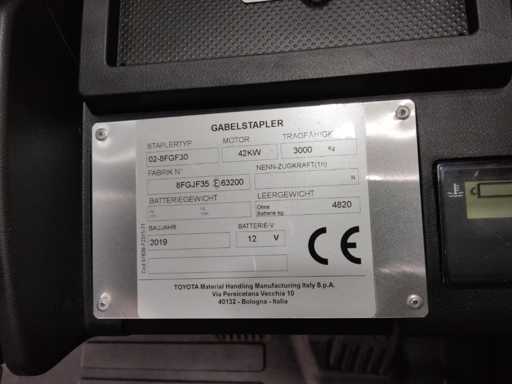 GABELSTAPLER
STAPLERTYP MOTOR TRAGFÄHIGK
02-8FGF30 42KW 3000 Kg
FABRIK N° NENN-ZUGKRAFT(1h)
8FGJF35 E 63200 N
BATTERIEGEWICHT LEERGEWICHT
Ohne
Batterie kg 4820
BAUJAHR BATTERIE-V
2019 12 V
CE
TOYOTA Material Handling Manufacturing Italy S.p.A.
Via Persicetana Vecchia 10
40132 - Bologna - Italia